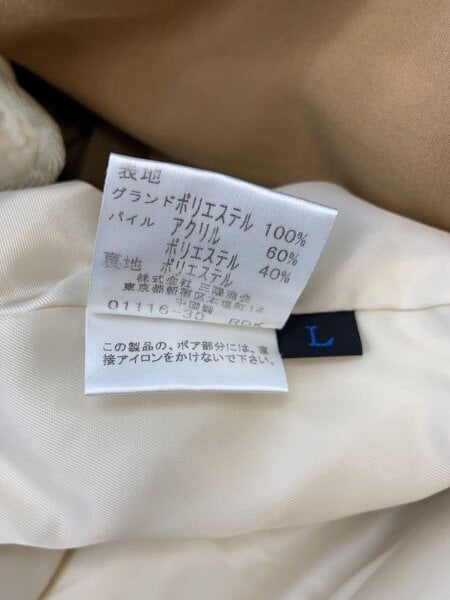 表地
グランド ポリエステル 100%
パイル アクリル 60%
ポリエステル 40%
裏地 ポリエステル
株式会社 三陽商会
東京都新宿区本塩町14
中国製
01116-30 BDK
この製品の、ボア部分には、直
接アイロンをかけないで下さい。
L